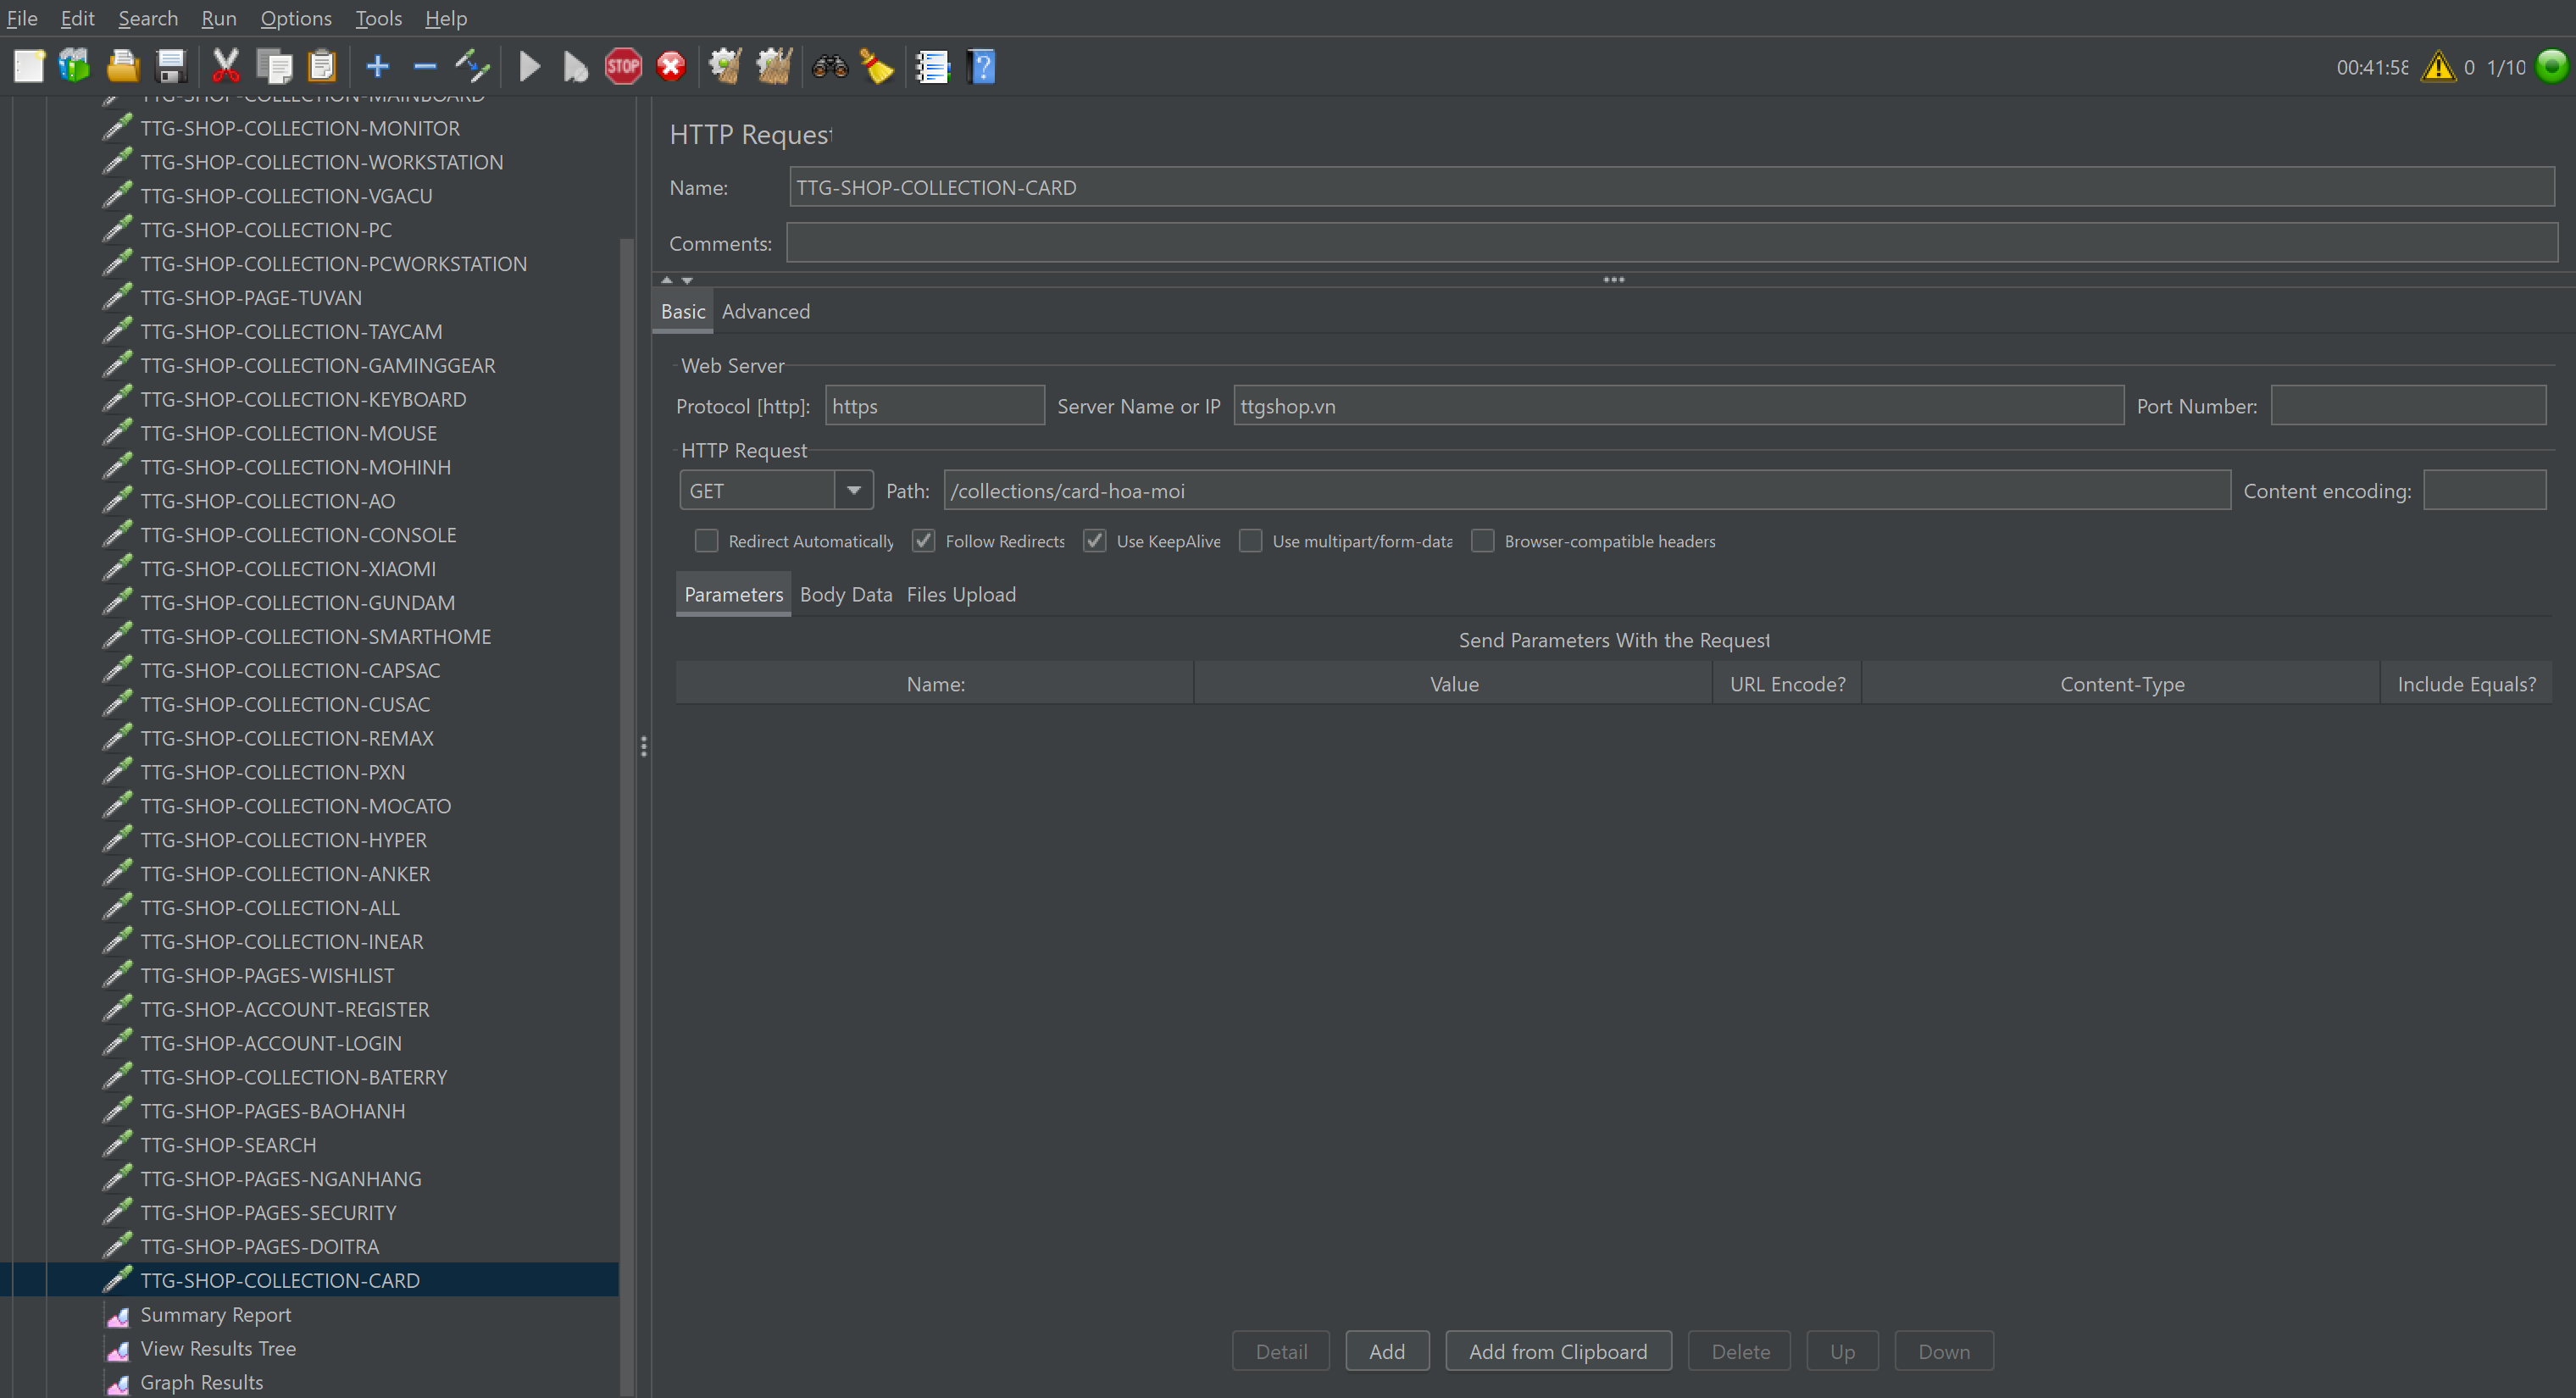 File Edit Search Run Options Tools Help
STOP ?
00:41:58 0 1/10
TTG-SHOP-COLLECTION-MAINBOARD
TTG-SHOP-COLLECTION-MONITOR
TTG-SHOP-COLLECTION-WORKSTATION
TTG-SHOP-COLLECTION-VGACU
TTG-SHOP-COLLECTION-PC
TTG-SHOP-COLLECTION-PCWORKSTATION
TTG-SHOP-PAGE-TUVAN
TTG-SHOP-COLLECTION-TAYCAM
TTG-SHOP-COLLECTION-GAMINGGEAR
TTG-SHOP-COLLECTION-KEYBOARD
TTG-SHOP-COLLECTION-MOUSE
TTG-SHOP-COLLECTION-MOHINH
TTG-SHOP-COLLECTION-AO
TTG-SHOP-COLLECTION-CONSOLE
TTG-SHOP-COLLECTION-XIAOMI
TTG-SHOP-COLLECTION-GUNDAM
TTG-SHOP-COLLECTION-SMARTHOME
TTG-SHOP-COLLECTION-CAPSAC
TTG-SHOP-COLLECTION-CUSAC
TTG-SHOP-COLLECTION-REMAX
TTG-SHOP-COLLECTION-PXN
TTG-SHOP-COLLECTION-MOCATO
TTG-SHOP-COLLECTION-HYPER
TTG-SHOP-COLLECTION-ANKER
TTG-SHOP-COLLECTION-ALL
TTG-SHOP-COLLECTION-INEAR
TTG-SHOP-PAGES-WISHLIST
TTG-SHOP-ACCOUNT-REGISTER
TTG-SHOP-ACCOUNT-LOGIN
TTG-SHOP-COLLECTION-BATERRY
TTG-SHOP-PAGES-BAOHANH
TTG-SHOP-SEARCH
TTG-SHOP-PAGES-NGANHANG
TTG-SHOP-PAGES-SECURITY
TTG-SHOP-PAGES-DOITRA
TTG-SHOP-COLLECTION-CARD
Summary Report
View Results Tree
Graph Results
HTTP Request
Name: TTG-SHOP-COLLECTION-CARD
Comments:
Basic Advanced
Web Server
Protocol [http]: https Server Name or IP ttgshop.vn Port Number:
HTTP Request
GET Path: /collections/card-hoa-moi Content encoding:
Redirect Automatically Follow Redirects Use KeepAlive Use multipart/form-data Browser-compatible headers
Parameters Body Data Files Upload
Send Parameters With the Request
Name: Value URL Encode? Content-Type Include Equals?
Detail Add Add from Clipboard Delete Up Down